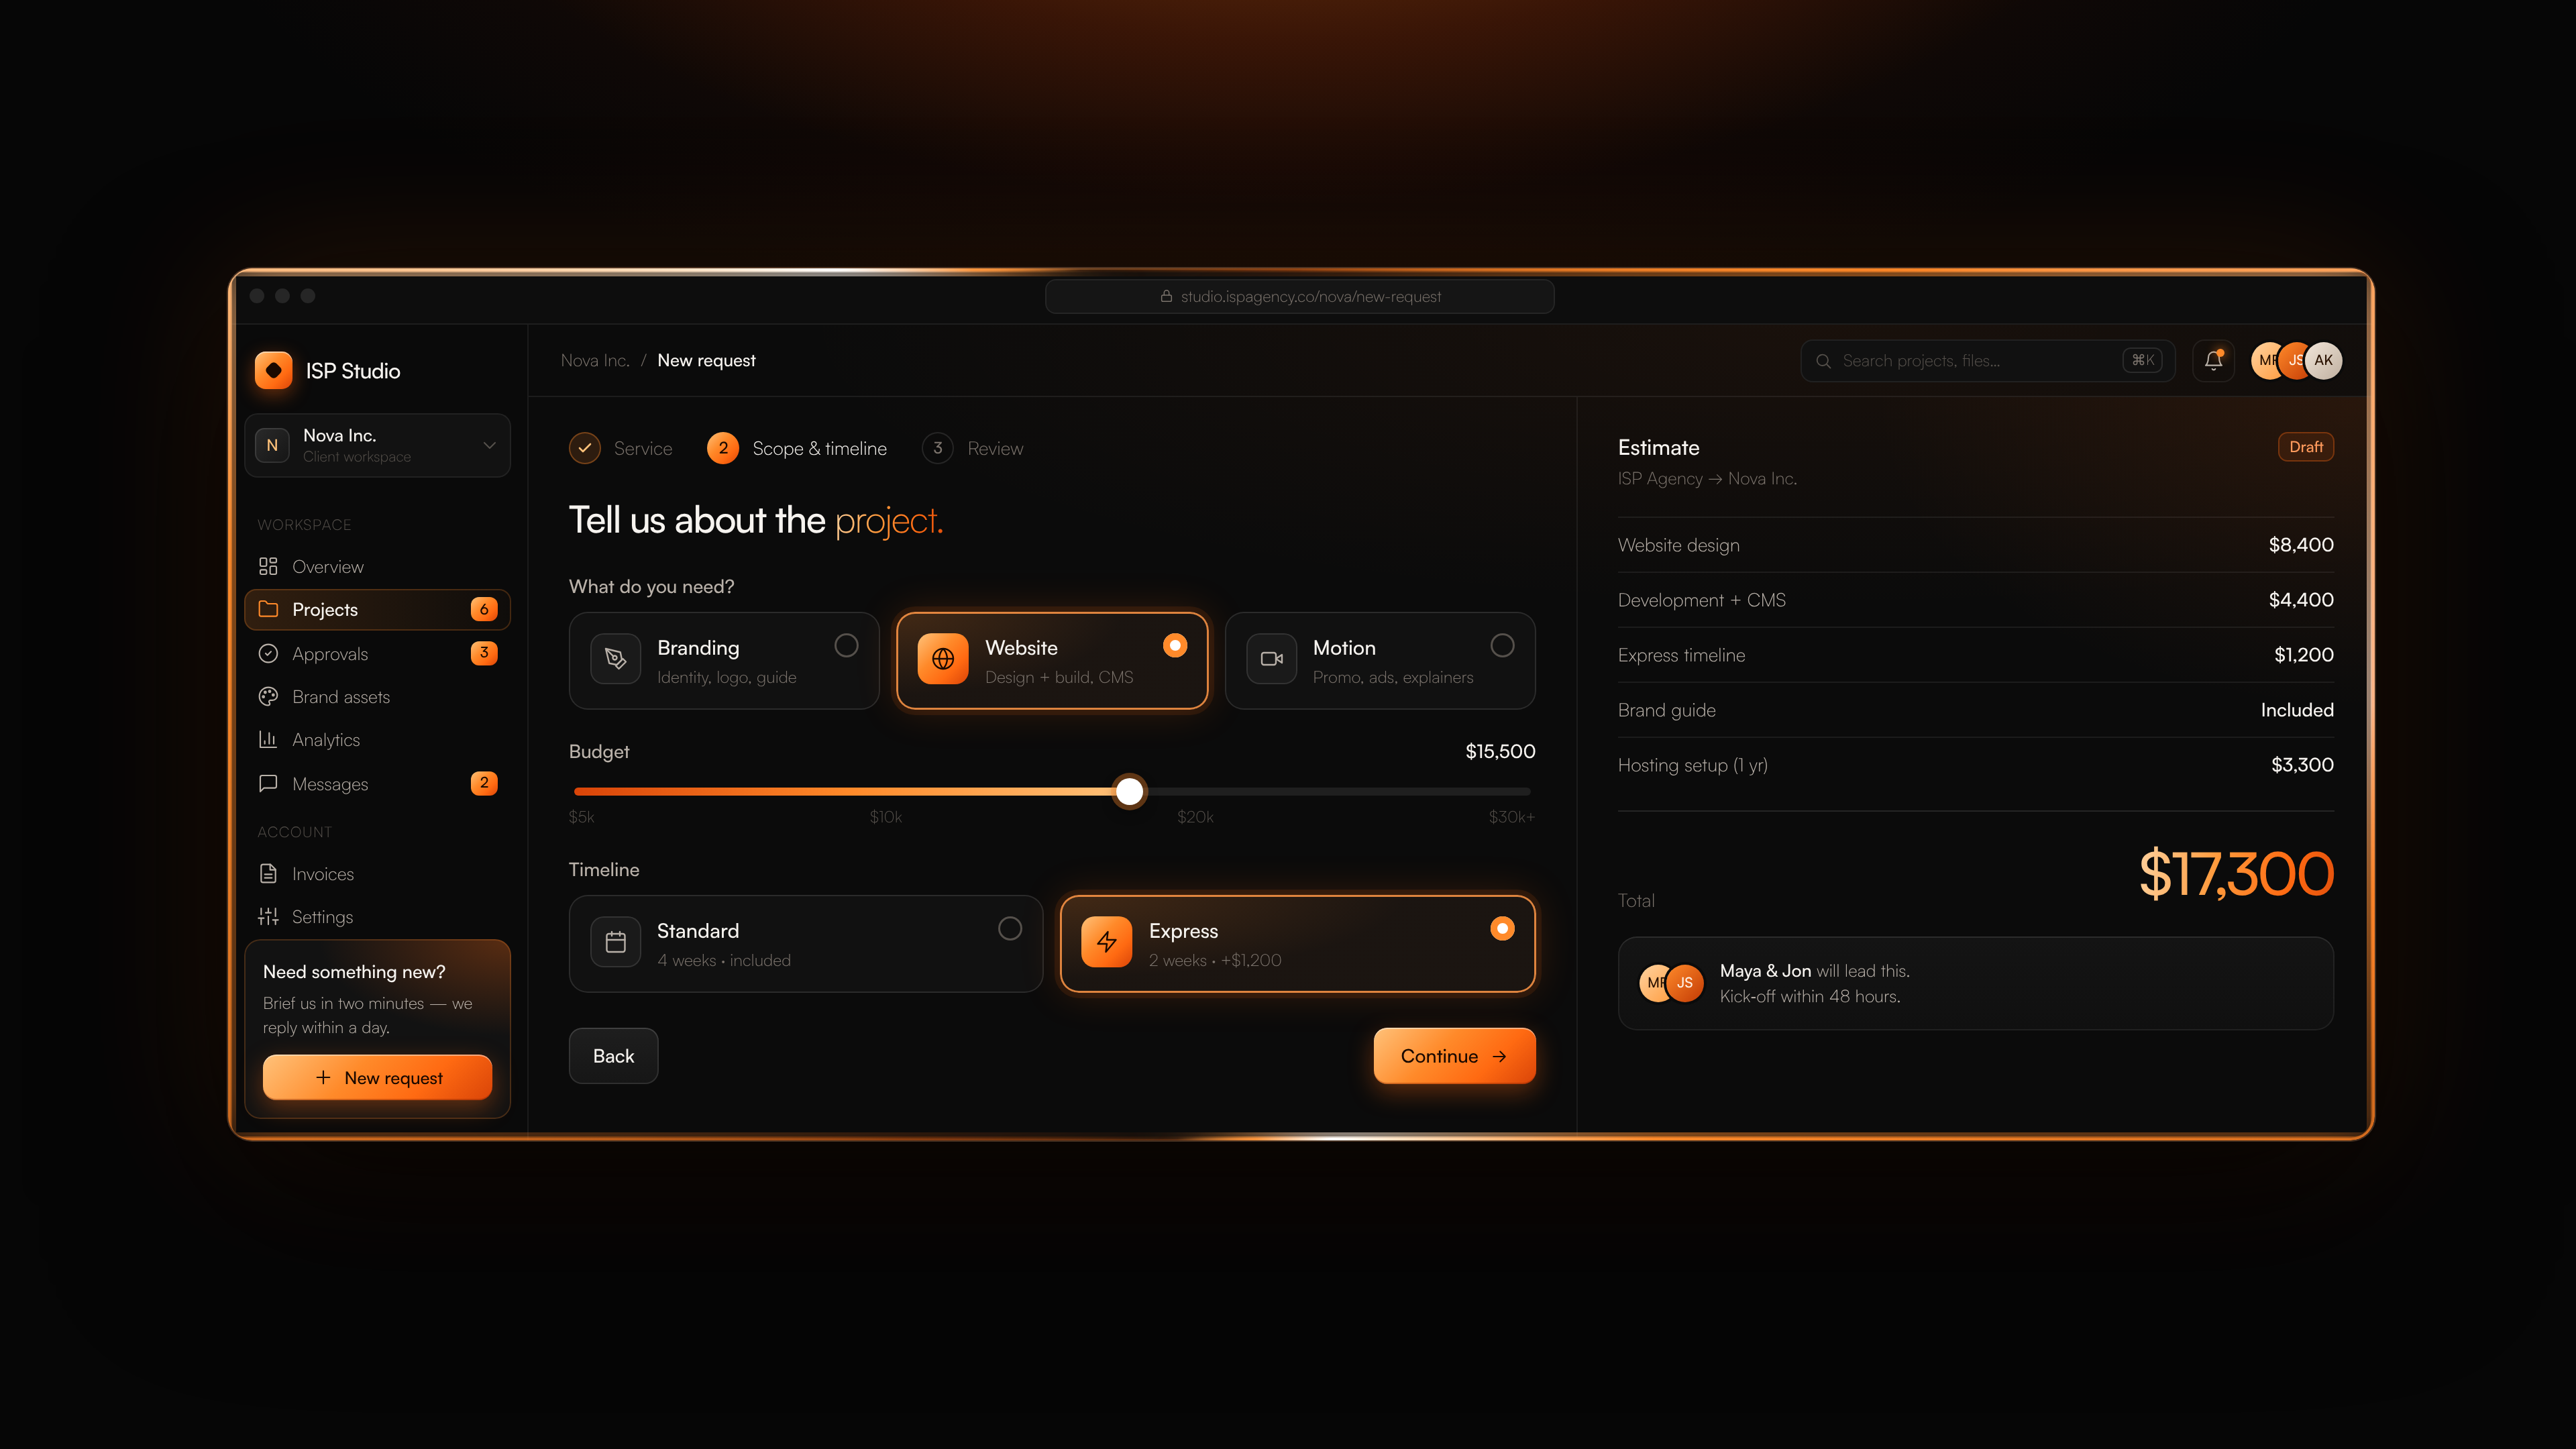 studio.ispagency.co/nova/new-request
ISP Studio
N
Nova Inc.
Client workspace
WORKSPACE
Overview
Projects 6
Approvals 3
Brand assets
Analytics
Messages 2
ACCOUNT
Invoices
Settings
Need something new?
Brief us in two minutes — we
reply within a day.
+ New request
Nova Inc. / New request
Search projects, files... ⌘K
JS AK
Service 2 Scope & timeline 3 Review
Tell us about the project.
What do you need?
Branding
Identity, logo, guide
Website
Design + build, CMS
Motion
Promo, ads, explainers
Budget $15,500
$5k $10k $20k $30k+
Timeline
Standard
4 weeks · included
Express
2 weeks · +$1,200
Back
Continue →
Estimate Draft
ISP Agency → Nova Inc.
Website design $8,400
Development + CMS $4,400
Express timeline $1,200
Brand guide Included
Hosting setup (1 yr) $3,300
Total $17,300
JS
Maya & Jon will lead this.
Kick-off within 48 hours.